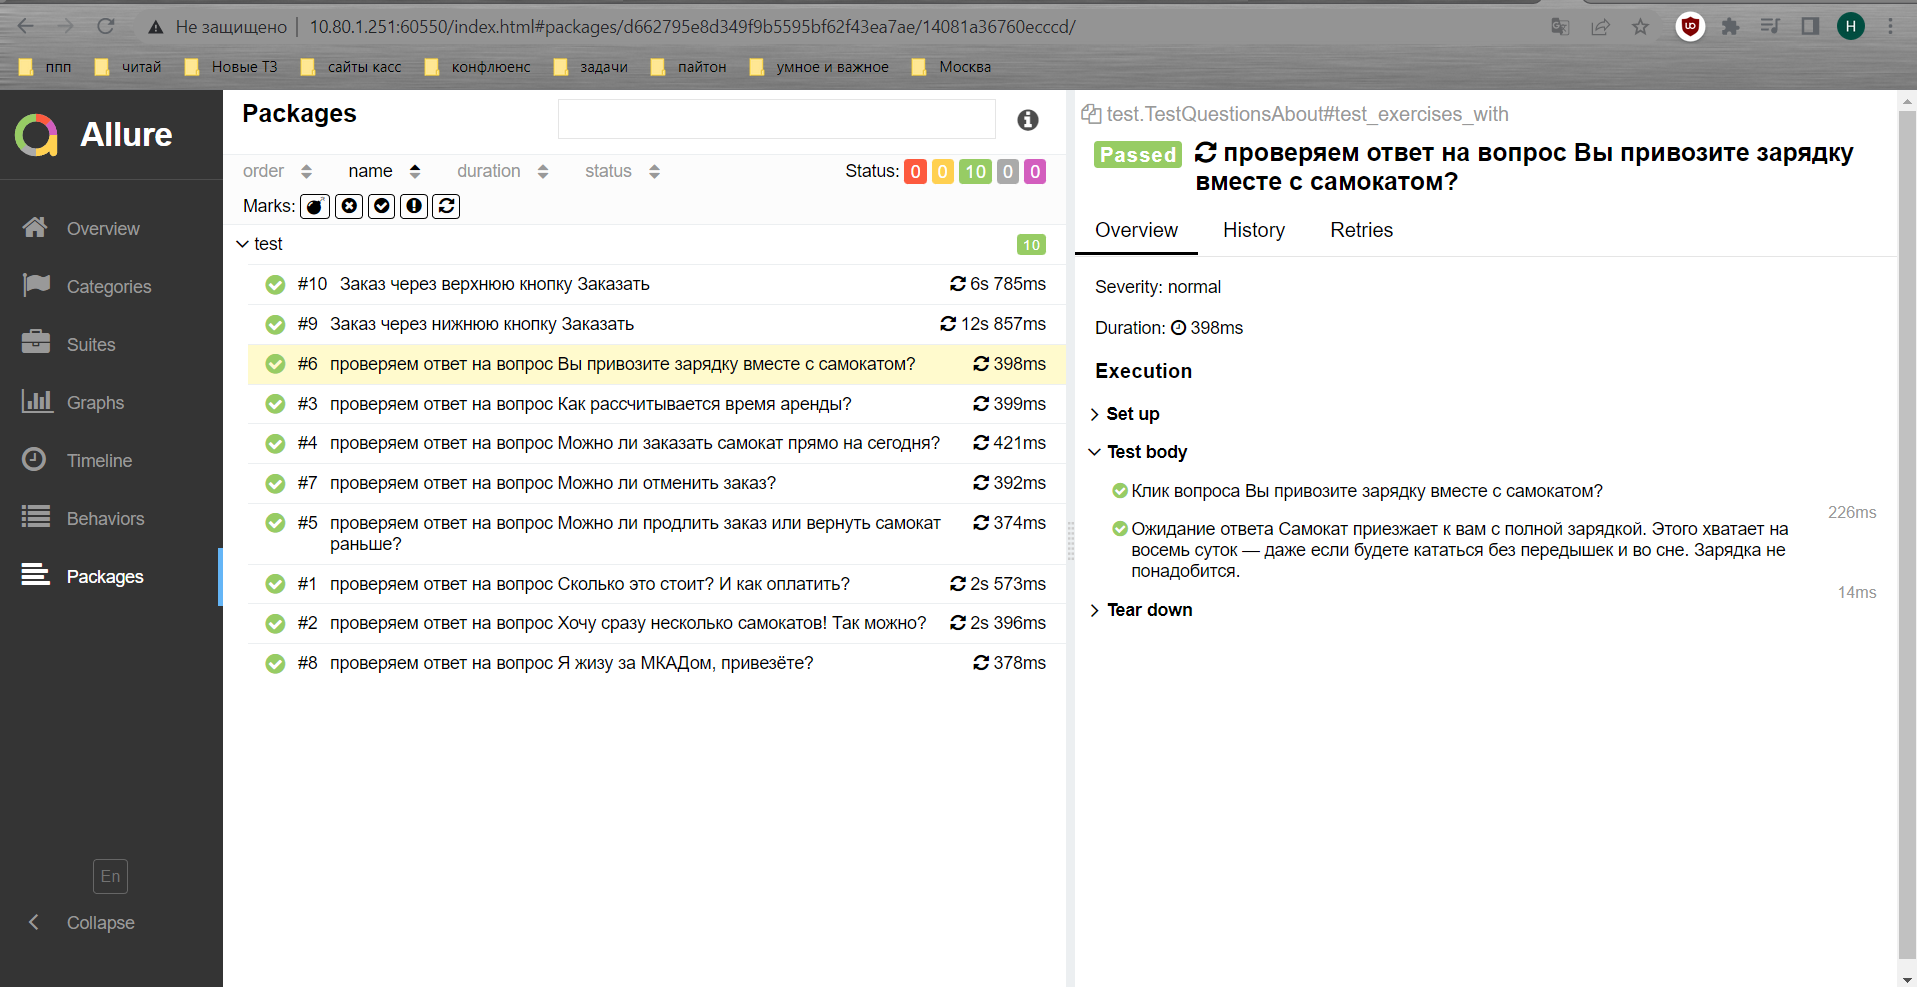 Не защищено | 10.80.1.251:60550/index.html#packages/d662795e8d349f9b5595bf62f43ea7ae/14081a36760ecccd/
H
ппп читай Новые ТЗ сайты касс конфлюенс задачи пайтон умное и важное Москва
Allure
Overview
Categories
Suites
Graphs
Timeline
Behaviors
Packages
En
Collapse
Packages
order name duration status Status: 0 0 10 0 0
Marks:
test 10
#10 Заказ через верхнюю кнопку Заказать 6s 785ms
#9 Заказ через нижнюю кнопку Заказать 12s 857ms
#6 проверяем ответ на вопрос Вы привозите зарядку вместе с самокатом? 398ms
#3 проверяем ответ на вопрос Как рассчитывается время аренды? 399ms
#4 проверяем ответ на вопрос Можно ли заказать самокат прямо на сегодня? 421ms
#7 проверяем ответ на вопрос Можно ли отменить заказ? 392ms
#5 проверяем ответ на вопрос Можно ли продлить заказ или вернуть самокат 374ms
раньше?
#1 проверяем ответ на вопрос Сколько это стоит? И как оплатить? 2s 573ms
#2 проверяем ответ на вопрос Хочу сразу несколько самокатов! Так можно? 2s 396ms
#8 проверяем ответ на вопрос Я жизу за МКАДом, привезёте? 378ms
test.TestQuestionsAbout#test_exercises_with
Passed проверяем ответ на вопрос Вы привозите зарядку
вместе с самокатом?
Overview History Retries
Severity: normal
Duration: 398ms
Execution
Set up
Test body
Клик вопроса Вы привозите зарядку вместе с самокатом?
226ms
Ожидание ответа Самокат приезжает к вам с полной зарядкой. Этого хватает на
восемь суток — даже если будете кататься без передышек и во сне. Зарядка не
понадобится.
14ms
Tear down